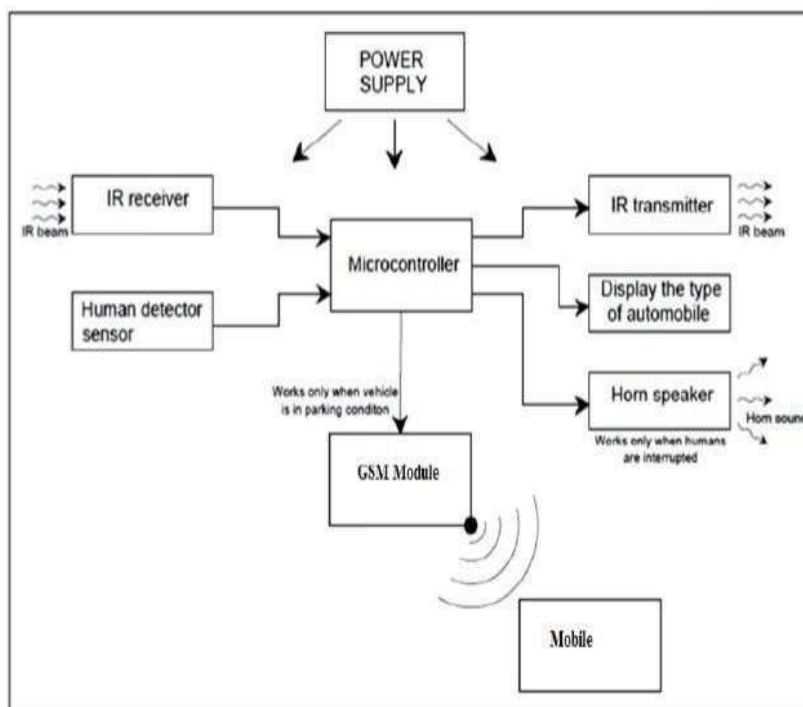 POWER
SUPPLY
IR receiver
IR beam
IR transmitter
IR beam
Microcontroller
Human detector
sensor
Display the type
of automobile
Works only when vehicle
is in parking conditon
Horn speaker
Horn sound
Works only when humans
are interrupted
GSM Module
Mobile